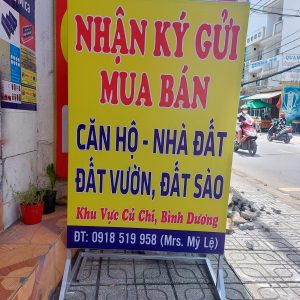 NHẬN KÝ GỬI
MUA BÁN
CĂN HỘ - NHÀ ĐẤT
ĐẤT VƯỜN, ĐẤT SÀO
Khu Vực Củ Chi, Bình Dương
ĐT: 0918 519 958 (Mrs. Mỹ Lệ)